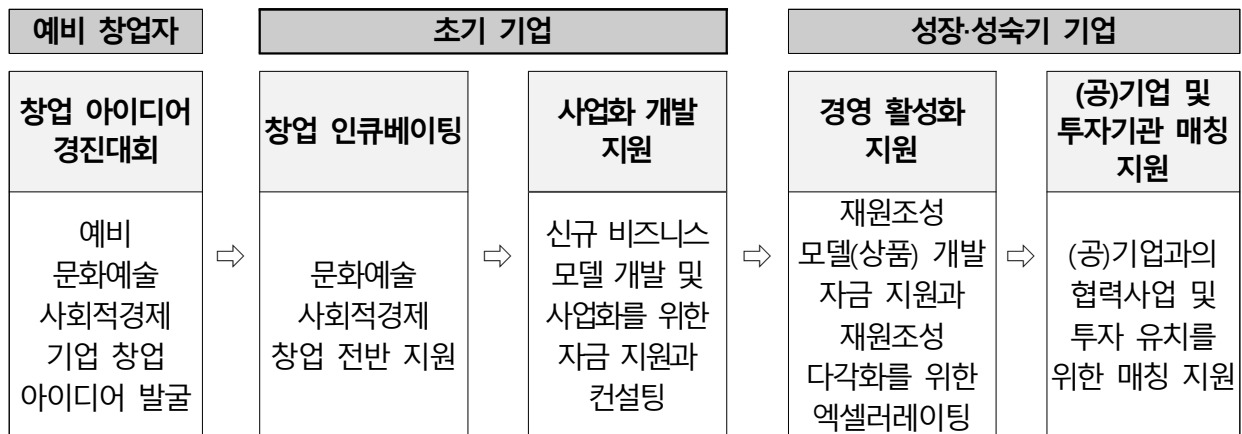 예비 창업자
초기 기업
성장·성숙기 기업
창업 아이디어
경진대회
예비
문화예술
사회적경제
기업 창업
아이디어 발굴
⇨
창업 인큐베이팅
문화예술
사회적경제
창업 전반 지원
⇨
사업화 개발
지원
신규 비즈니스
모델 개발 및
사업화를 위한
자금 지원과
컨설팅
⇨
경영 활성화
지원
재원조성
모델(상품) 개발
자금 지원과
재원조성
다각화를 위한
엑셀러레이팅
⇨
(공)기업 및
투자기관 매칭
지원
(공)기업과의
협력사업 및
투자 유치를
위한 매칭 지원